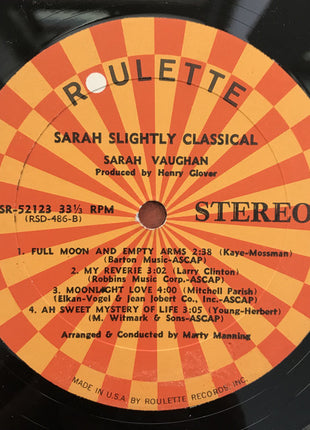 ROULETTE
SARAH SLIGHTLY CLASSICAL
SARAH VAUGHAN
Produced by Henry Glover
SR-52123 33⅓ RPM
(RSD-486-B)
STEREO
1. FULL MOON AND EMPTY ARMS 2:38 (Kaye-Mossman)
(Barton Music-ASCAP)
2. MY REVERIE 3:02 (Larry Clinton)
(Robbins Music Corp.-ASCAP)
3. MOONLIGHT LOVE 4:00 (Mitchell Parish)
(Elkan-Vogel & Jean Jobert Co., Inc.-ASCAP)
4. AH SWEET MYSTERY OF LIFE 3:05 (Young-Herbert)
(M. Witmark & Sons-ASCAP)
Arranged & Conducted by Marty Manning
MADE IN U.S.A. BY ROULETTE RECORDS, INC.